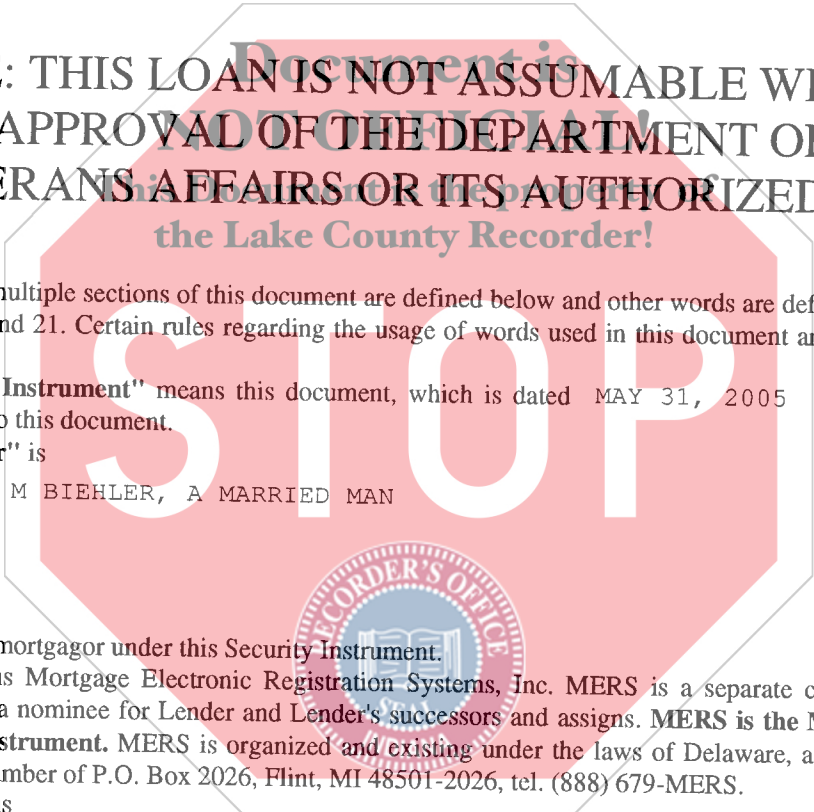 Document is
: THIS LOAN IS NOT ASSUMABLE WI
NOT OFFICIAL!
APPROVAL OF THE DEPARTMENT O
This Document is the property of
ERANS AFFAIRS OR ITS AUTHORIZED
the Lake County Recorder!
multiple sections of this document are defined below and other words are def
nd 21. Certain rules regarding the usage of words used in this document a
Instrument" means this document, which is dated MAY 31, 2005
o this document.
r" is
M BIEHLER, A MARRIED MAN
STOP
RECORDER'S OFFICE
mortgagor under this Security Instrument.
is Mortgage Electronic Registration Systems, Inc. MERS is a separate c
a nominee for Lender and Lender's successors and assigns. MERS is the M
SEAL
strument. MERS is organized and existing under the laws of Delaware, a
mber of P.O. Box 2026, Flint, MI 48501-2026, tel. (888) 679-MERS.
s